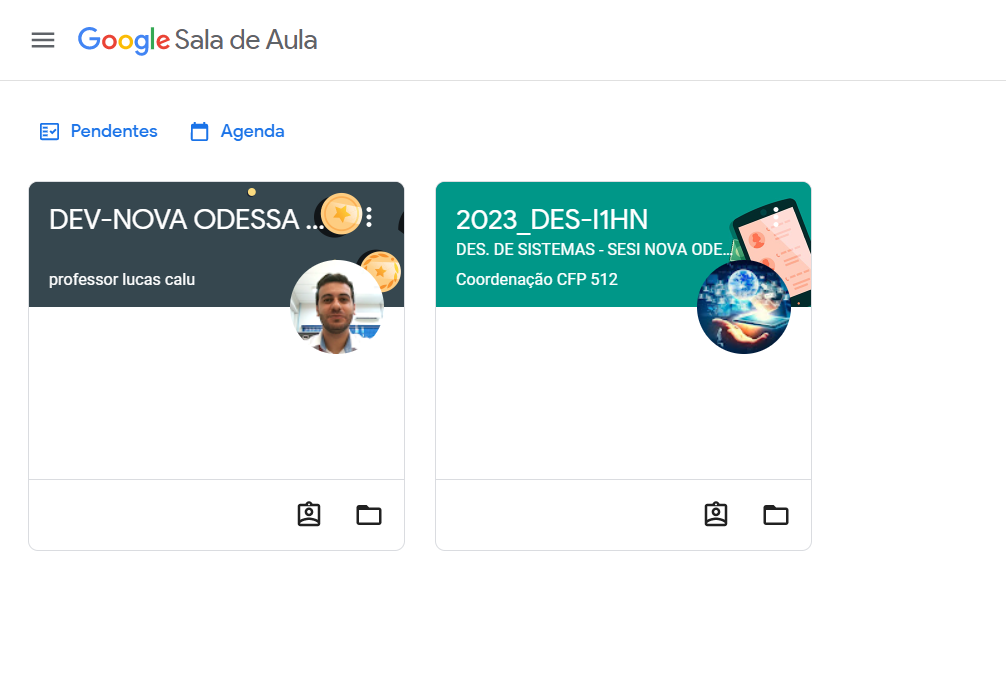 Google Sala de Aula
Pendentes Agenda
DEV-NOVA ODESSA ...
professor lucas calu
2023_DES-I1HN
DES. DE SISTEMAS - SESI NOVA ODE...
Coordenação CFP 512